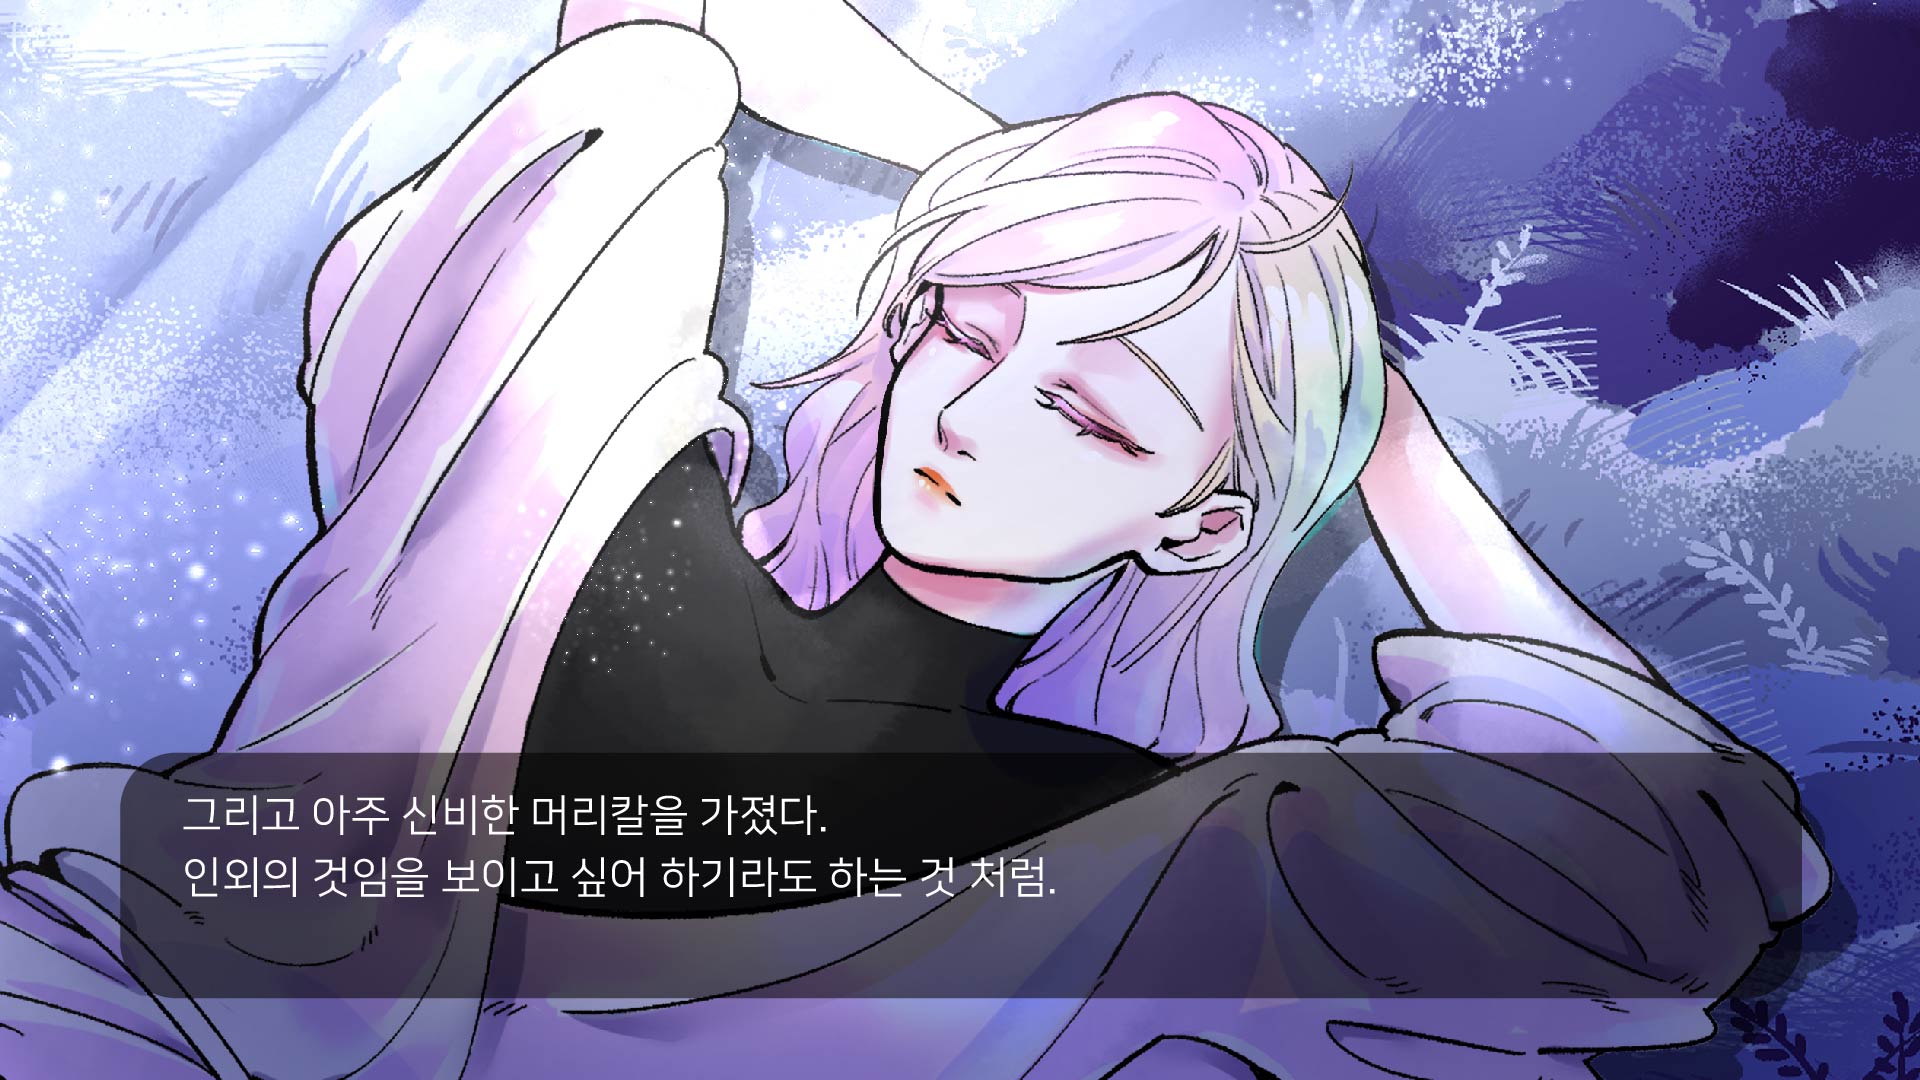 그리고 아주 신비한 머리칼을 가졌다.
인외의 것임을 보이고 싶어 하기라도 하는 것 처럼.